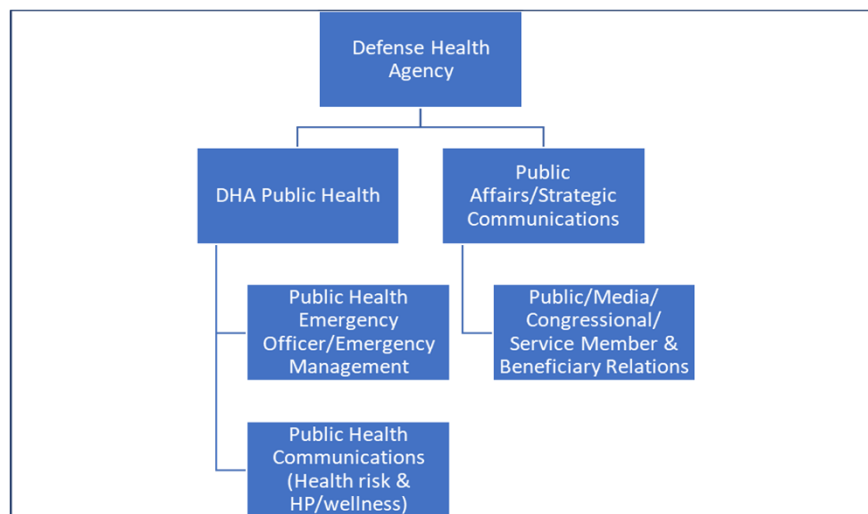 Defense Health
Agency
DHA Public Health
Public
Affairs/Strategic
Communications
Public Health
Emergency
Officer/Emergency
Management
Public/Media/
Congressional/
Service Member &
Beneficiary Relations
Public Health
Communications
(Health risk &
HP/wellness)